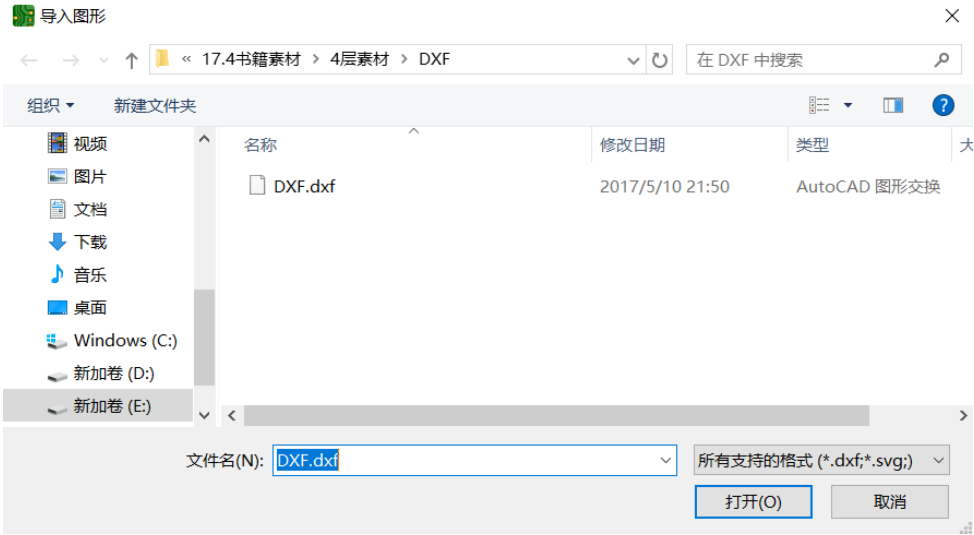 导入图形
« 17.4书籍素材 › 4层素材 › DXF
在 DXF 中搜索
组织
新建文件夹
?
视频
图片
文档
下载
音乐
桌面
Windows (C:)
新加卷 (D:)
新加卷 (E:)
名称
修改日期
类型
大
DXF.dxf
2017/5/10 21:50
AutoCAD 图形交换
文件名(N):
DXF.dxf
所有支持的格式 (*.dxf;*.svg;)
打开(O)
取消